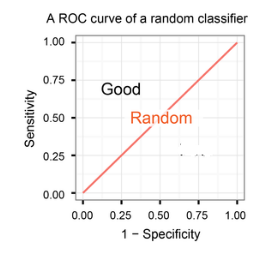 A ROC curve of a random classifier
1.00
Good
0.75
Random
0.50
0.25
0.00
0.00 0.25 0.50 0.75 1.00
1 − Specificity
Sensitivity